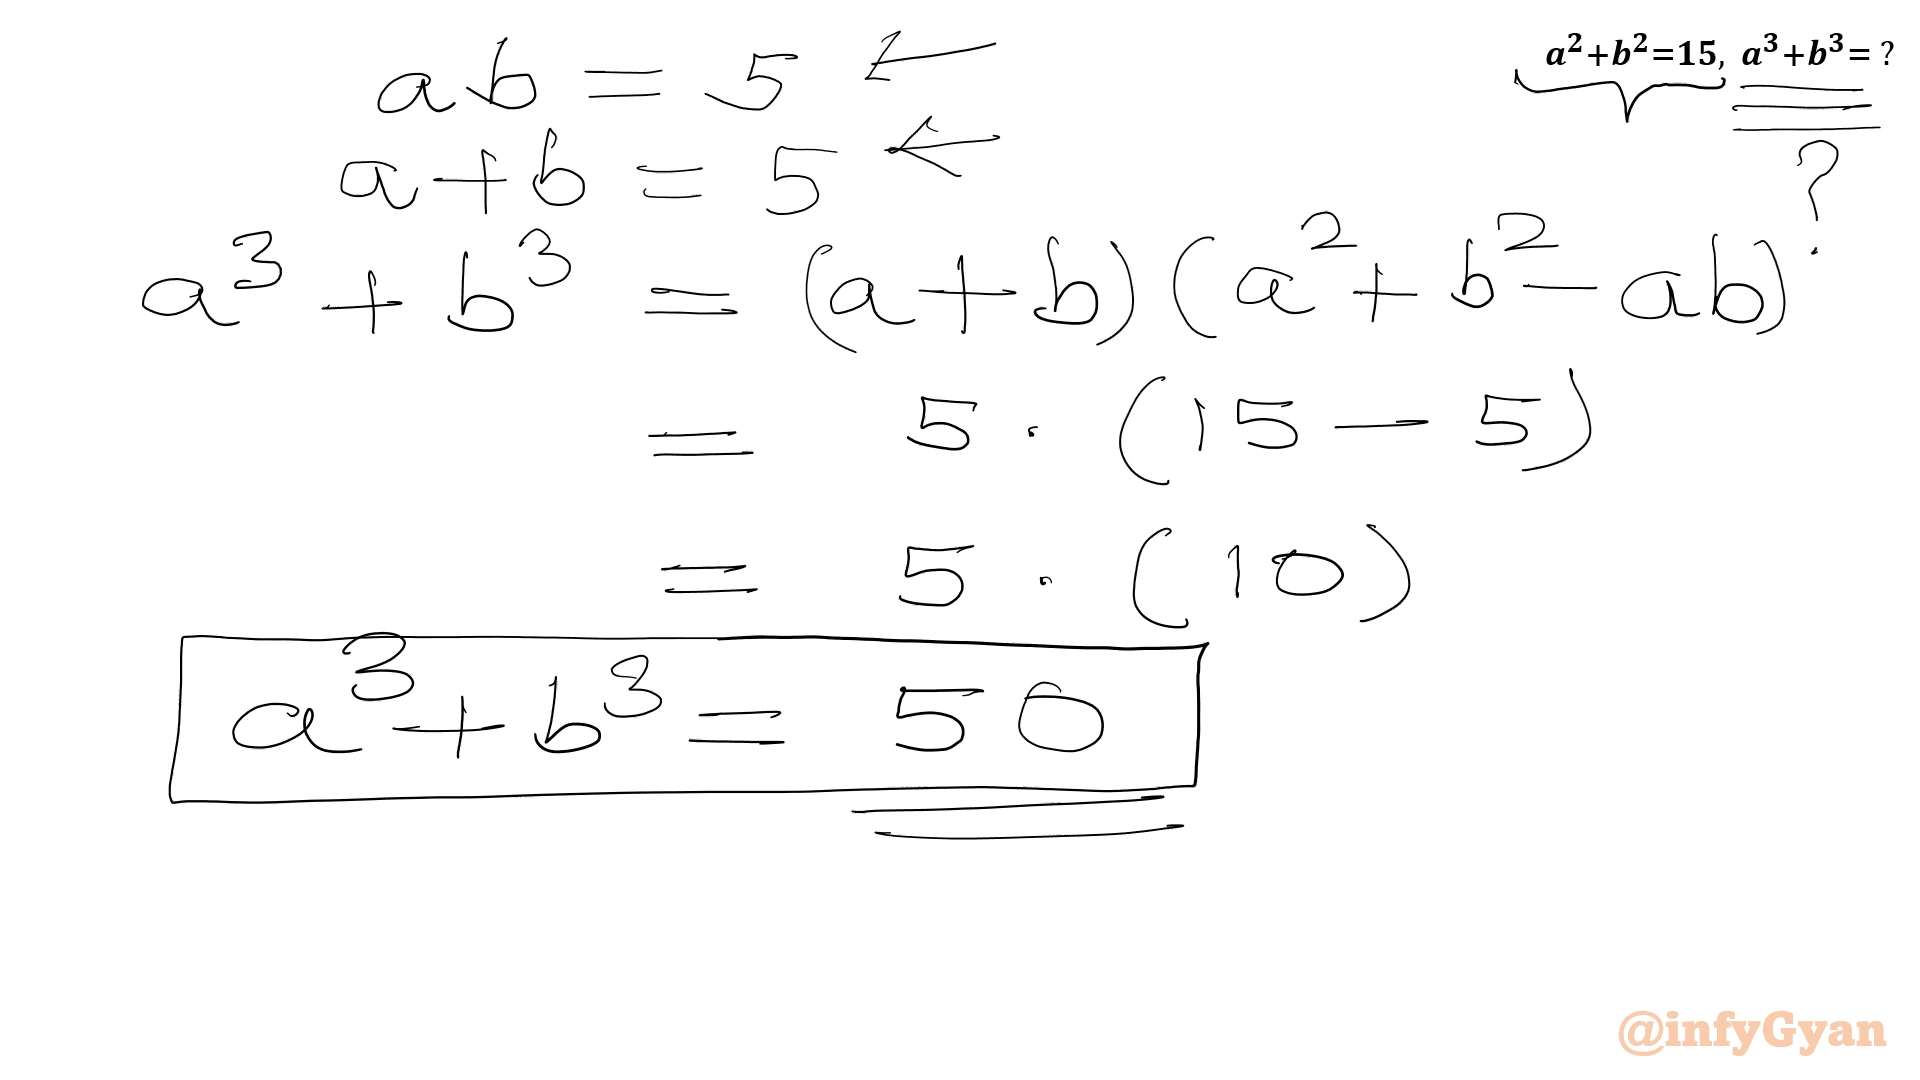 a²+b²=15, a³+b³= ?
?
ab = 5
a+b = 5
a³ + b³ = (a+b) (a²+ b²- ab)
= 5 . (15 - 5)
= 5 . (10)
a³+ b³ = 50
@infyGyan